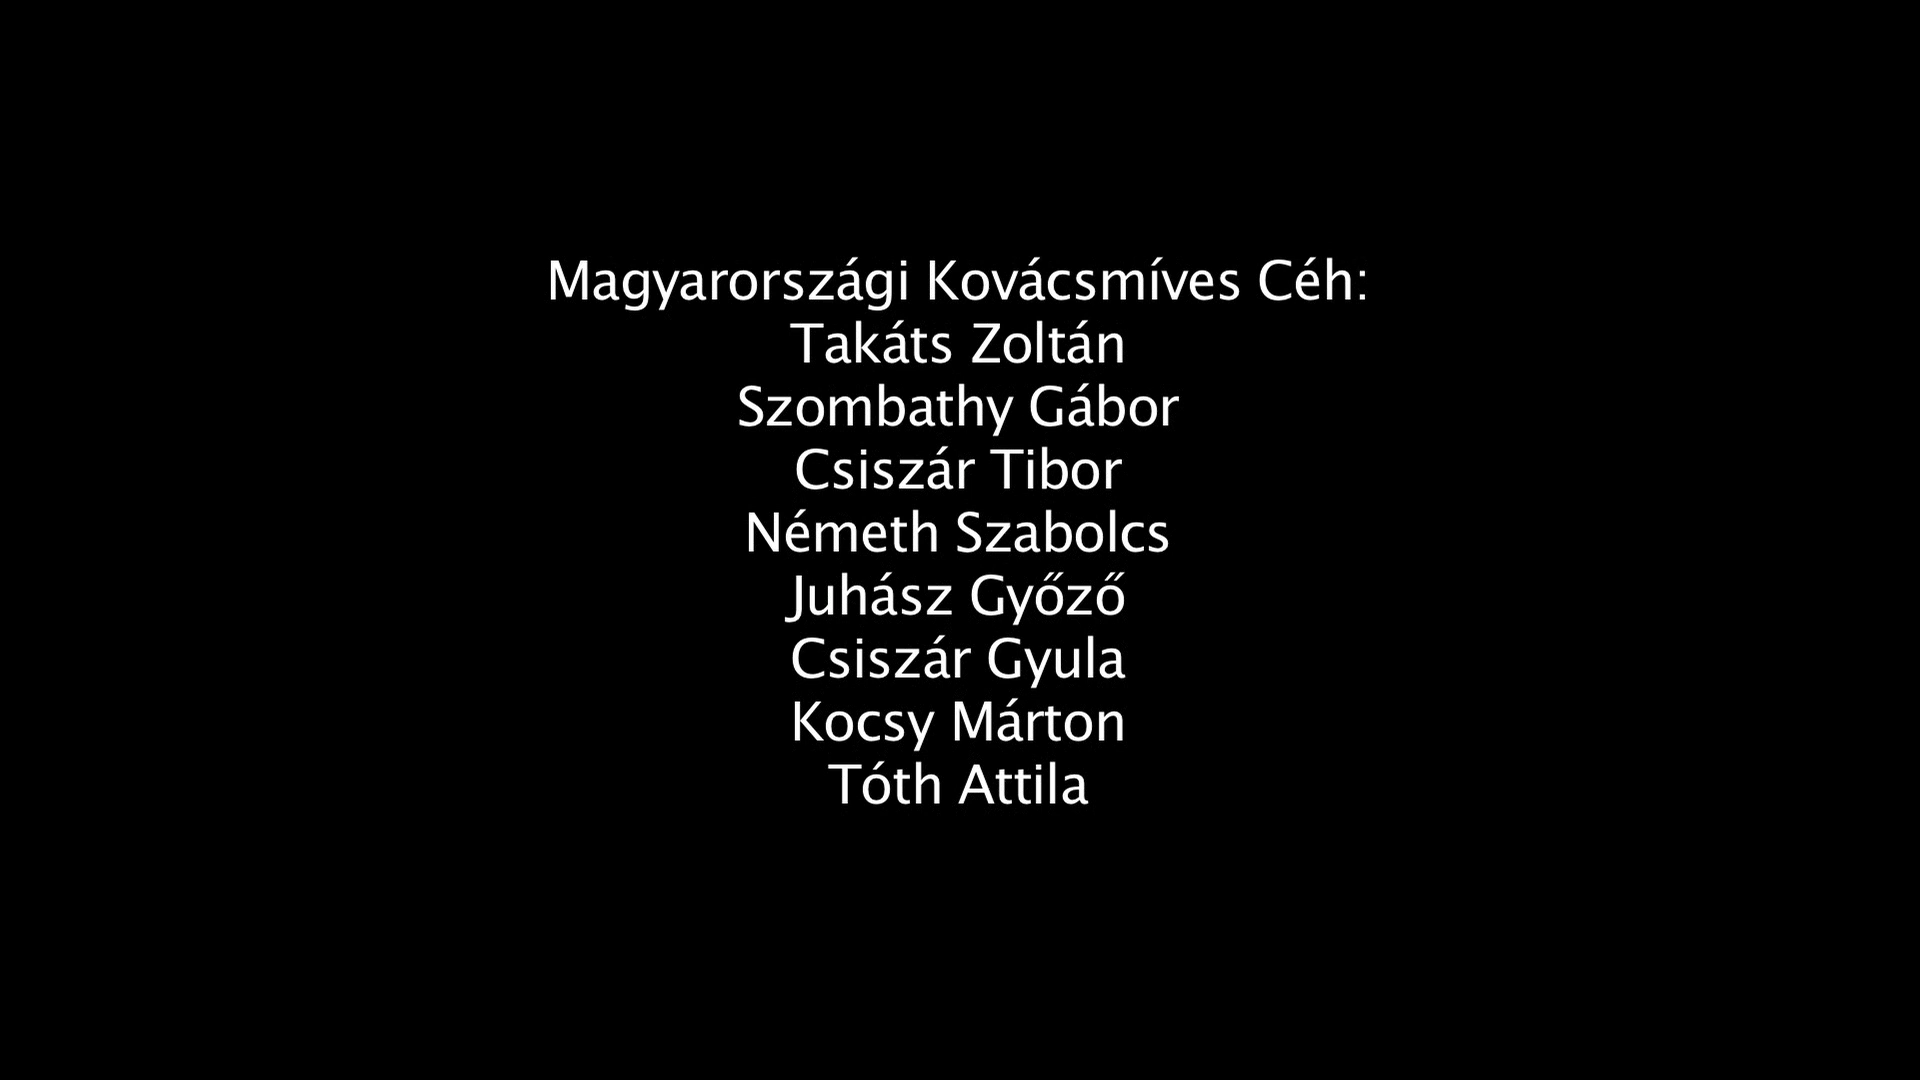 Magyarországi Kovácsmíves Céh:
Takáts Zoltán
Szombathy Gábor
Csiszár Tibor
Németh Szabolcs
Juhász Győző
Csiszár Gyula
Kocsy Márton
Tóth Attila